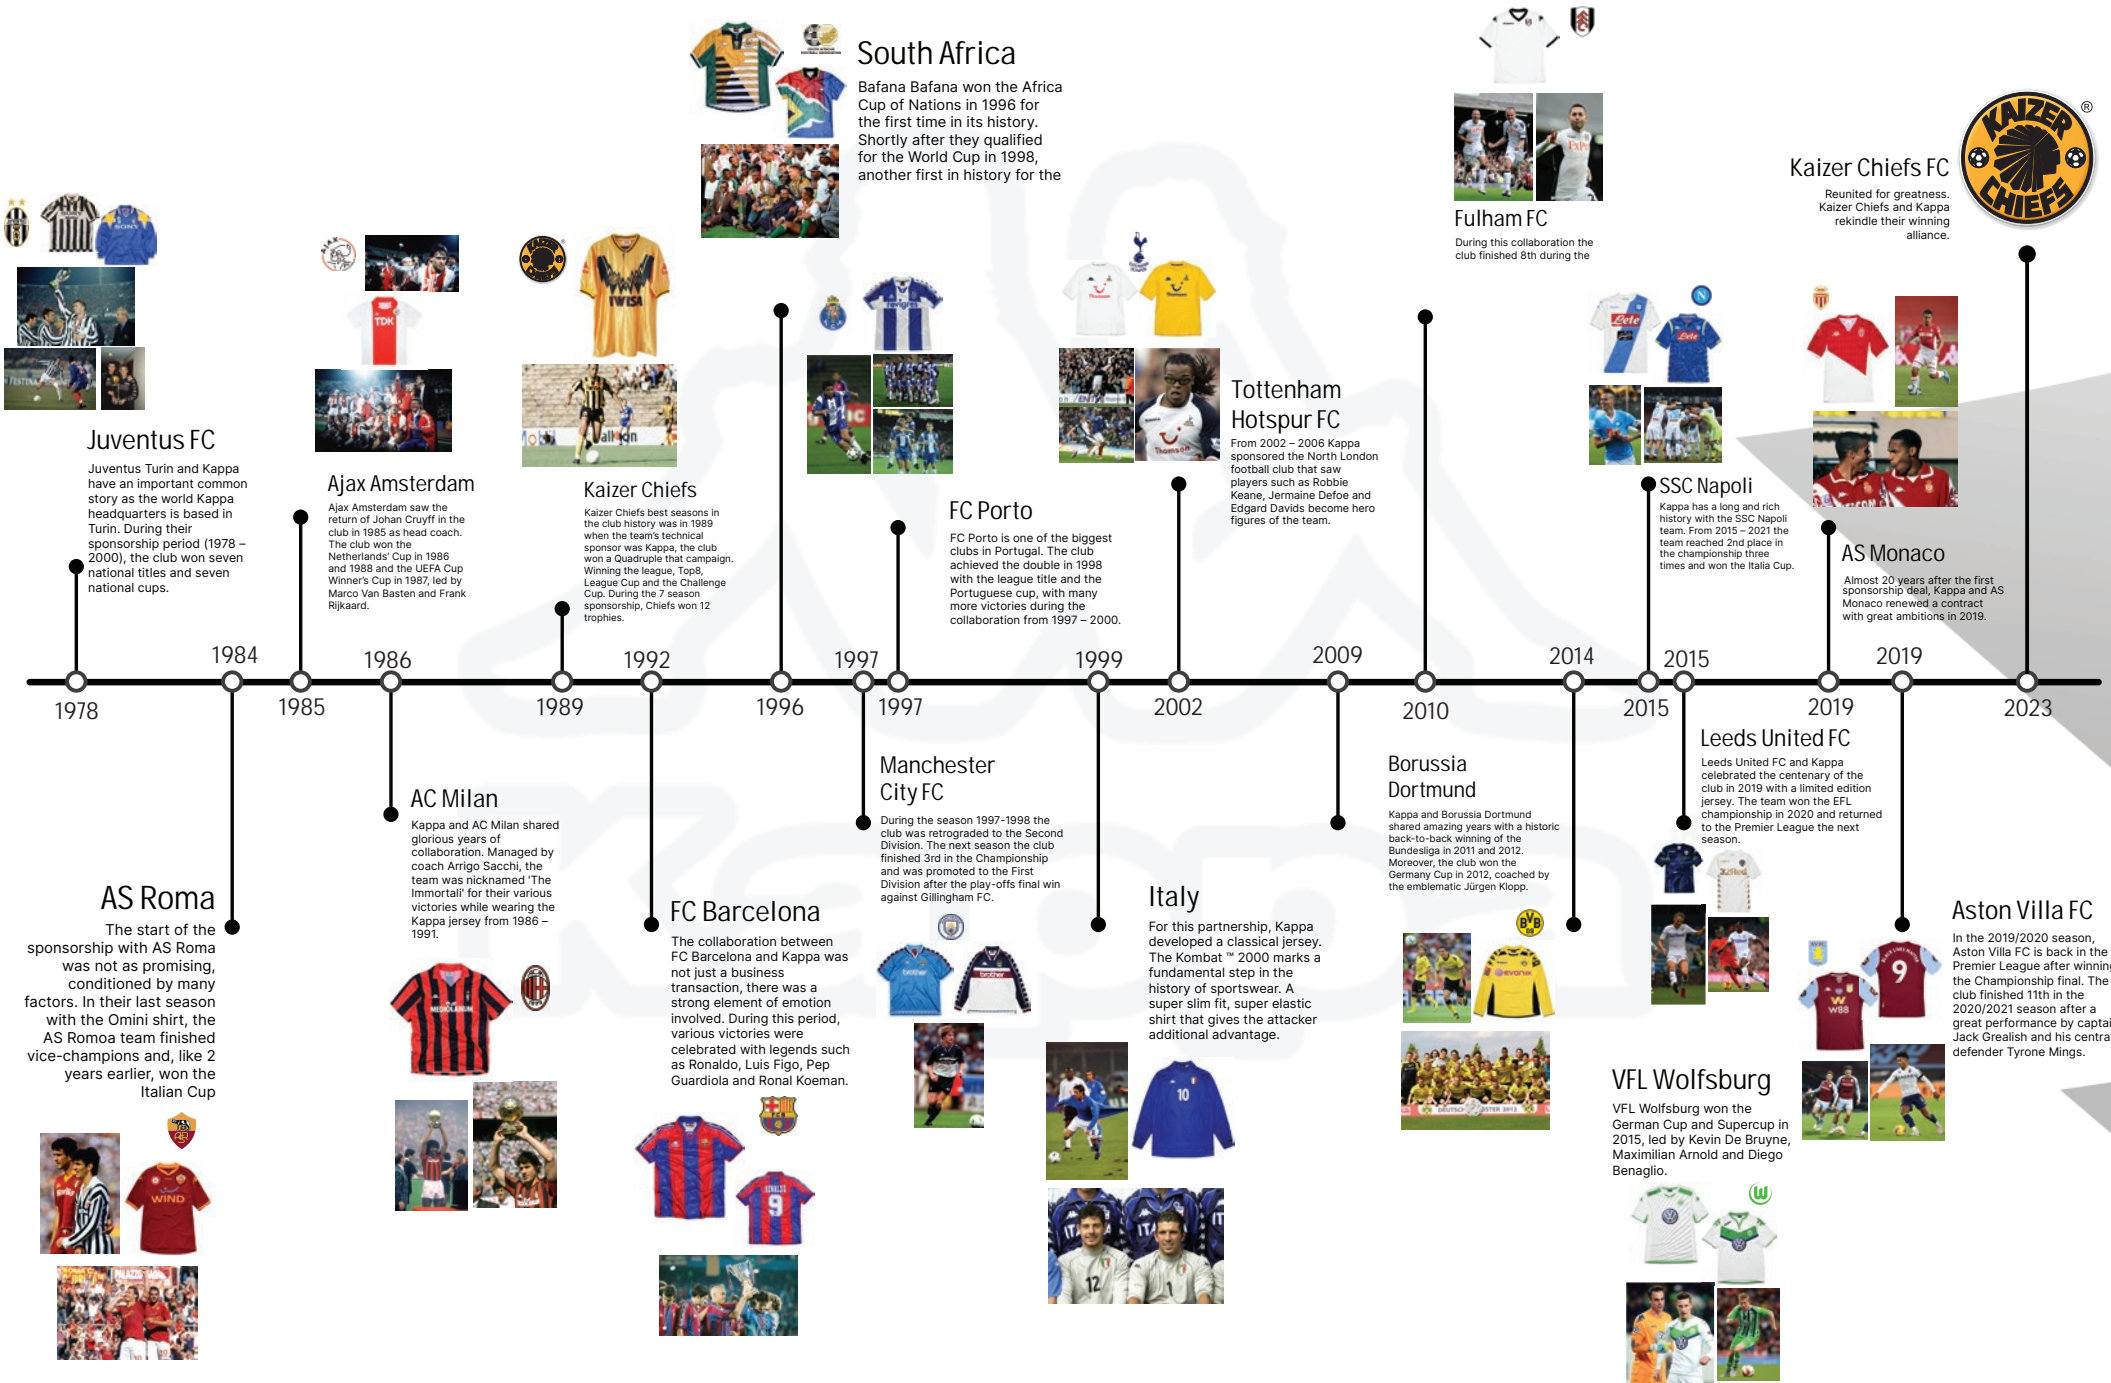 South Africa
Bafana Bafana won the Africa
Cup of Nations in 1996 for
the first time in its history.
Shortly after they qualified
for the World Cup in 1998,
another first in history for the
Fulham FC
During this collaboration the
club finished 8th during the
KAIZER
CHIEFS
®
Kaizer Chiefs FC
Reunited for greatness.
Kaizer Chiefs and Kappa
rekindle their winning
alliance.
Juventus FC
Juventus Turin and Kappa
have an important common
story as the world Kappa
headquarters is based in
Turin. During their
sponsorship period (1978 –
2000), the club won seven
national titles and seven
national cups.
AJAX
TDK
Ajax Amsterdam
Ajax Amsterdam saw the
return of Johan Cruyff in the
club in 1985 as head coach.
The club won the
Netherlands' Cup in 1986
and 1988 and the UEFA Cup
Winner's Cup in 1987, led by
Marco Van Basten and Frank
Rijkaard.
IWISA
Kaizer Chiefs
Kaizer Chiefs best seasons in
the club history was in 1989
when the team's technical
sponsor was Kappa, the club
won a Quadruple that campaign.
Winning the league, Top8,
League Cup and the Challenge
Cup. During the 7 season
sponsorship, Chiefs won 12
trophies.
revigres
FC Porto
FC Porto is one of the biggest
clubs in Portugal. The club
achieved the double in 1998
with the league title and the
Portuguese cup, with many
more victories during the
collaboration from 1997 – 2000.
Thomson
Tottenham
Hotspur FC
From 2002 – 2006 Kappa
sponsored the North London
football club that saw
players such as Robbie
Keane, Jermaine Defoe and
Edgard Davids become hero
figures of the team.
N
Lete
Lete
SSC Napoli
Kappa has a long and rich
history with the SSC Napoli
team. From 2015 – 2021 the
team reached 2nd place in
the championship three
times and won the Italia Cup.
AS Monaco
Almost 20 years after the first
sponsorship deal, Kappa and AS
Monaco renewed a contract
with great ambitions in 2019.
1984
1986
1992
1997
1999
2009
2014
2015
2019
1978
1985
1989
1996
1997
2002
2010
2015
2019
2023
Kappa
AS Roma
The start of the
sponsorship with AS Roma
was not as promising,
conditioned by many
factors. In their last season
with the Omini shirt, the
AS Romoa team finished
vice-champions and, like 2
years earlier, won the
Italian Cup
WIND
AC Milan
Kappa and AC Milan shared
glorious years of
collaboration. Managed by
coach Arrigo Sacchi, the
team was nicknamed 'The
Immortali' for their various
victories while wearing the
Kappa jersey from 1986 –
1991.
MEDIOLANUM
FC Barcelona
The collaboration between
FC Barcelona and Kappa was
not just a business
transaction, there was a
strong element of emotion
involved. During this period,
various victories were
celebrated with legends such
as Ronaldo, Luis Figo, Pep
Guardiola and Ronal Koeman.
RONALDO
9
Manchester
City FC
During the season 1997-1998 the
club was retrograded to the Second
Division. The next season the club
finished 3rd in the Championship
and was promoted to the First
Division after the play-offs final win
against Gillingham FC.
brother
brother
Italy
For this partnership, Kappa
developed a classical jersey.
The Kombat ™ 2000 marks a
fundamental step in the
history of sportswear. A
super slim fit, super elastic
shirt that gives the attacker
additional advantage.
10
12
1
Borussia
Dortmund
Kappa and Borussia Dortmund
shared amazing years with a historic
back-to-back winning of the
Bundesliga in 2011 and 2012.
Moreover, the club won the
Germany Cup in 2012, coached by
the emblematic Jürgen Klopp.
BVB
09
EVONIK
Leeds United FC
Leeds United FC and Kappa
celebrated the centenary of the
club in 2019 with a limited edition
jersey. The team won the EFL
championship in 2020 and returned
to the Premier League the next
season.
VFL Wolfsburg
VFL Wolfsburg won the
German Cup and Supercup in
2015, led by Kevin De Bruyne,
Maximilian Arnold and Diego
Benaglio.
Aston Villa FC
In the 2019/2020 season,
Aston Villa FC is back in the
Premier League after winning
the Championship final. The
club finished 11th in the
2020/2021 season after a
great performance by captai
Jack Grealish and his centra
defender Tyrone Mings.
W88
9